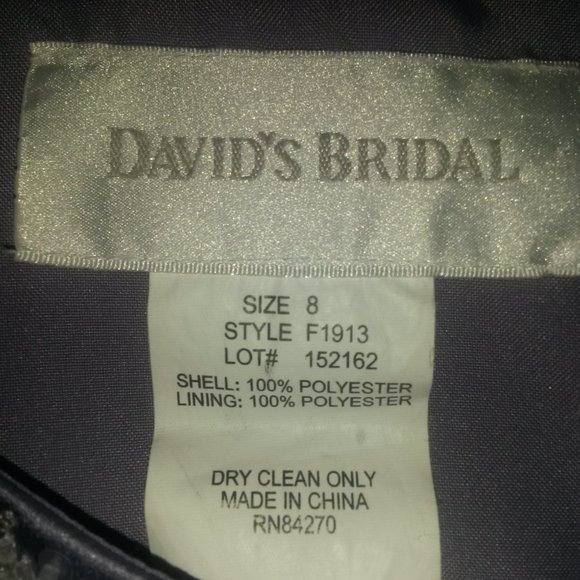 DAVID'S BRIDAL
SIZE 8
STYLE F1913
LOT# 152162
SHELL: 100% POLYESTER
LINING: 100% POLYESTER
DRY CLEAN ONLY
MADE IN CHINA
RN84270